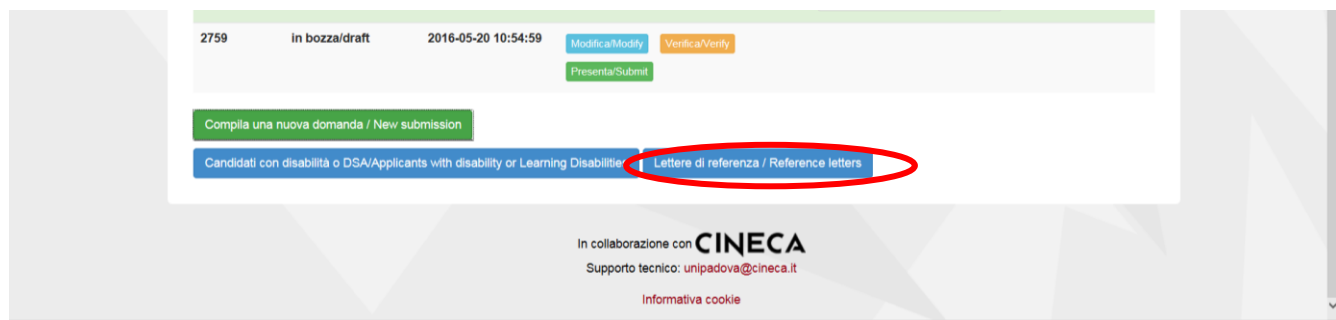 2759 in bozza/draft 2016-05-20 10:54:59 Modifica/Modify Verifica/Verify
Presenta/Submit
Compila una nuova domanda / New submission
Candidati con disabilità o DSA/Applicants with disability or Learning Disabilities Lettere di referenza / Reference letters
In collaborazione con CINECA
Supporto tecnico: unipadova@cineca.it
Informativa cookie